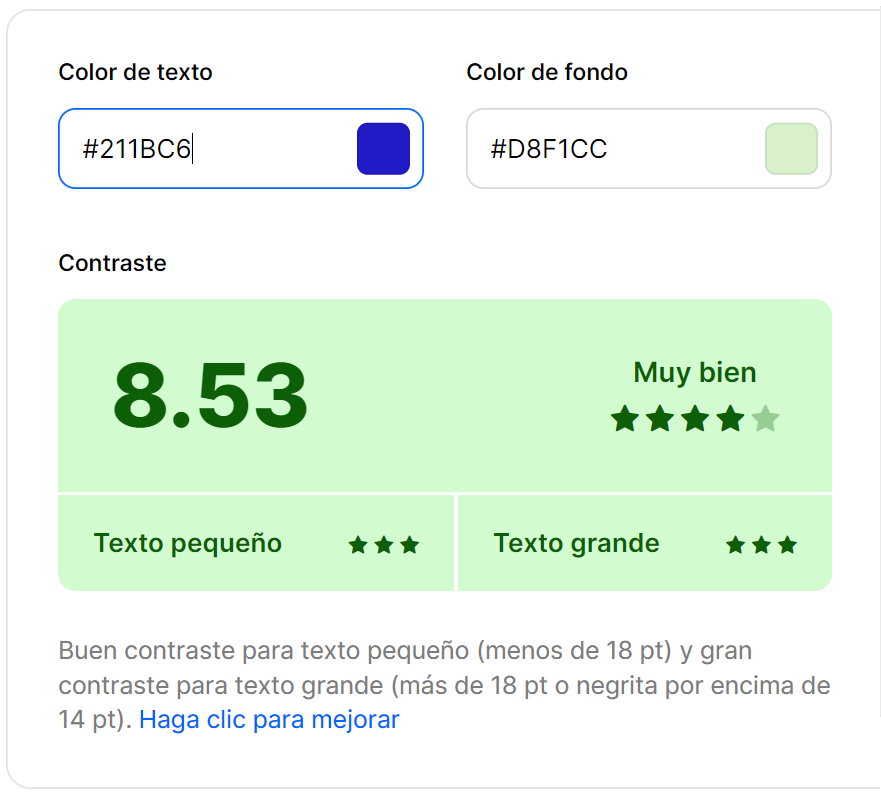 Color de texto
Color de fondo
#211BC6
#D8F1CC
Contraste
8.53
Muy bien
Texto pequeño
Texto grande
Buen contraste para texto pequeño (menos de 18 pt) y gran
contraste para texto grande (más de 18 pt o negrita por encima de
14 pt). Haga clic para mejorar